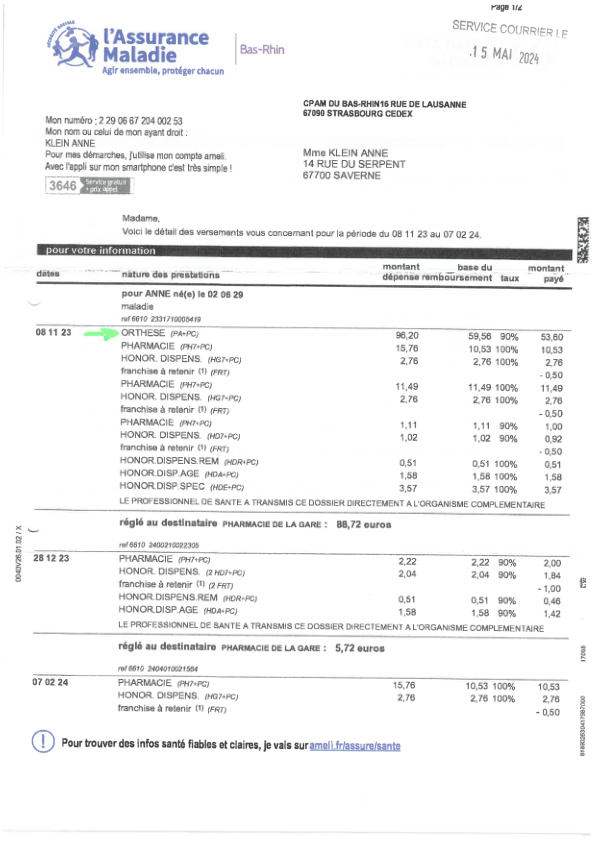 Page 1/2
SERVICE COURRIER LE
15 MAI 2024
SÉCURITÉ SOCIALE
l'Assurance
Maladie
Agir ensemble, protéger chacun
Bas-Rhin
CPAM DU BAS-RHIN16 RUE DE LAUSANNE
67090 STRASBOURG CEDEX
Mon numéro : 2 29 06 67 204 002 53
Mon nom ou celui de mon ayant droit :
KLEIN ANNE
Pour mes démarches, j'utilise mon compte ameli.
Avec l'appli sur mon smartphone c'est très simple !
3646 Service gratuit + prix appel
Mme KLEIN ANNE
14 RUE DU SERPENT
67700 SAVERNE
Madame,
Voici le détail des versements vous concernant pour la période du 08 11 23 au 07 02 24.
pour votre information
dates nature des prestations montant dépense base du remboursement taux montant payé
pour ANNE né(e) le 02 06 29
maladie
ref 6610 2331710005419
08 11 23 ORTHESE (PA+PC) 96,20 59,56 90% 53,60
PHARMACIE (PH7+PC) 15,76 10,53 100% 10,53
HONOR. DISPENS. (HG7+PC) 2,76 2,76 100% 2,76
franchise à retenir (1) (FRT) - 0,50
PHARMACIE (PH7+PC) 11,49 11,49 100% 11,49
HONOR. DISPENS. (HG7+PC) 2,76 2,76 100% 2,76
franchise à retenir (1) (FRT) - 0,50
PHARMACIE (PH7+PC) 1,11 1,11 90% 1,00
HONOR. DISPENS. (HD7+PC) 1,02 1,02 90% 0,92
franchise à retenir (1) (FRT) - 0,50
HONOR.DISPENS.REM (HDR+PC) 0,51 0,51 100% 0,51
HONOR.DISP.AGE (HDA+PC) 1,58 1,58 100% 1,58
HONOR.DISP.SPEC (HDE+PC) 3,57 3,57 100% 3,57
LE PROFESSIONNEL DE SANTE A TRANSMIS CE DOSSIER DIRECTEMENT A L'ORGANISME COMPLEMENTAIRE
réglé au destinataire PHARMACIE DE LA GARE : 88,72 euros
ref 6610 2400210022305
28 12 23 PHARMACIE (PH7+PC) 2,22 2,22 90% 2,00
HONOR. DISPENS. (2 HD7+PC) 2,04 2,04 90% 1,84
franchise à retenir (1) (2 FRT) - 1,00
HONOR.DISPENS.REM (HDR+PC) 0,51 0,51 90% 0,46
HONOR.DISP.AGE (HDA+PC) 1,58 1,58 90% 1,42
LE PROFESSIONNEL DE SANTE A TRANSMIS CE DOSSIER DIRECTEMENT A L'ORGANISME COMPLEMENTAIRE
réglé au destinataire PHARMACIE DE LA GARE : 5,72 euros
ref 6610 2404010021564
07 02 24 PHARMACIE (PH7+PC) 15,76 10,53 100% 10,53
HONOR. DISPENS. (HG7+PC) 2,76 2,76 100% 2,76
franchise à retenir (1) (FRT) - 0,50
Pour trouver des infos santé fiables et claires, je vais sur ameli.fr/assure/sante